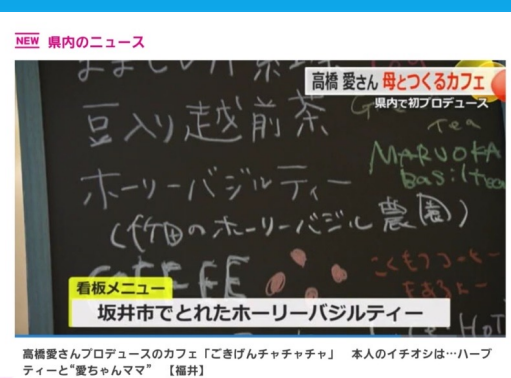 NEW 県内のニュース
高橋 愛さん 母とつくるカフェ
県内で初プロデュース
豆入り越前茶
Tea
ホーリーバジルティー
MARUOKA
Basil tea
(竹田のホーリーバジル農園)
COFFEE
HOT
看板メニュー
坂井市でとれたホーリーバジルティー
高橋愛さんプロデュースのカフェ「ごきげんチャチャチャ」 本人のイチオシは…ハーブ
ティーと“愛ちゃんママ” 【福井】